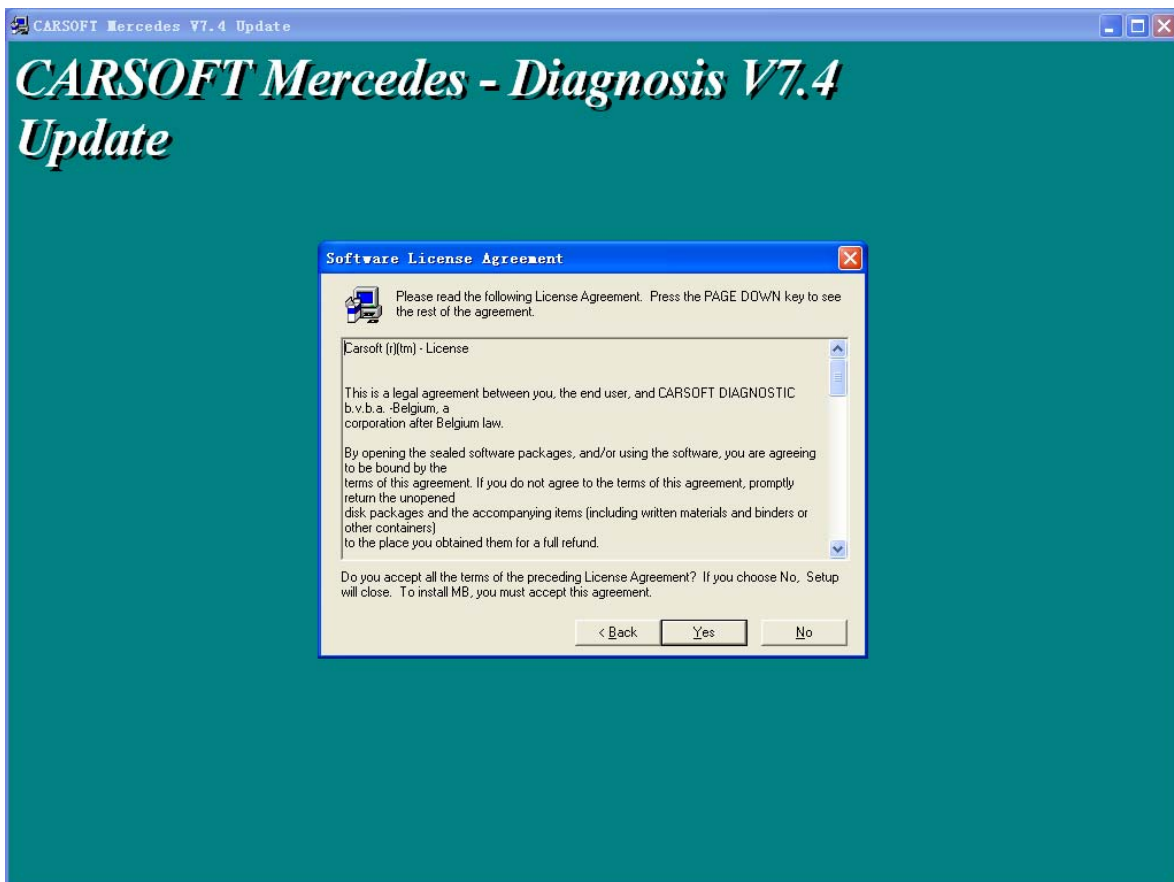 CARSOFT Mercedes V7.4 Update
CARSOFT Mercedes - Diagnosis V7.4
Update
Software License Agreement
Please read the following License Agreement. Press the PAGE DOWN key to see
the rest of the agreement.
Carsoft (r)(tm) - License
This is a legal agreement between you, the end user, and CARSOFT DIAGNOSTIC
b.v.b.a. -Belgium, a
corporation after Belgium law.
By opening the sealed software packages, and/or using the software, you are agreeing
to be bound by the
terms of this agreement. If you do not agree to the terms of this agreement, promptly
return the unopened
disk packages and the accompanying items (including written materials and binders or
other containers)
to the place you obtained them for a full refund.
Do you accept all the terms of the preceding License Agreement? If you choose No, Setup
will close. To install MB, you must accept this agreement.
< Back Yes No